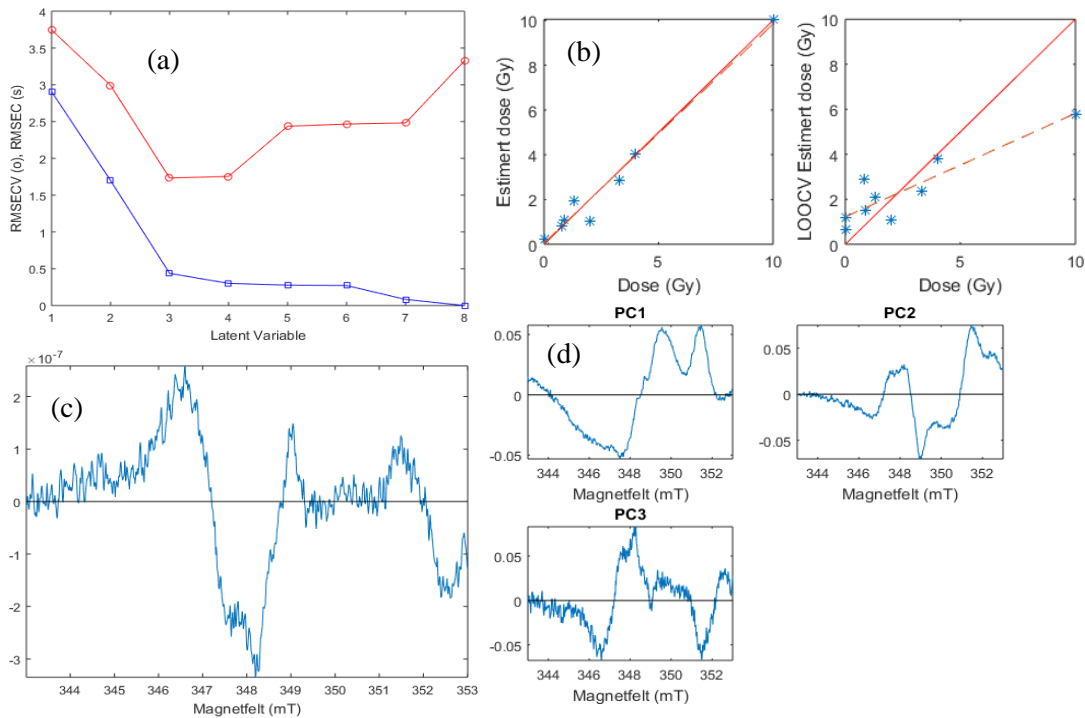 (a)
RMSECV (o), RMSEC (s)
4
3.5
3
2.5
2
1.5
1
0.5
0
1 2 3 4 5 6 7 8
Latent Variable
(b)
Estimert dose (Gy)
10
8
6
4
2
0
0 5 10
Dose (Gy)
LOOCV Estimert dose (Gy)
10
8
6
4
2
0
0 5 10
Dose (Gy)
(c)
× 10⁻⁷
2
1
0
-1
-2
-3
344 345 346 347 348 349 350 351 352 353
Magnetfelt (mT)
(d)
PC1
0.05
0
-0.05
344 346 348 350 352
Magnetfelt (mT)
PC2
0.05
0
-0.05
344 346 348 350 352
Magnetfelt (mT)
PC3
0.05
0
-0.05
344 346 348 350 352
Magnetfelt (mT)